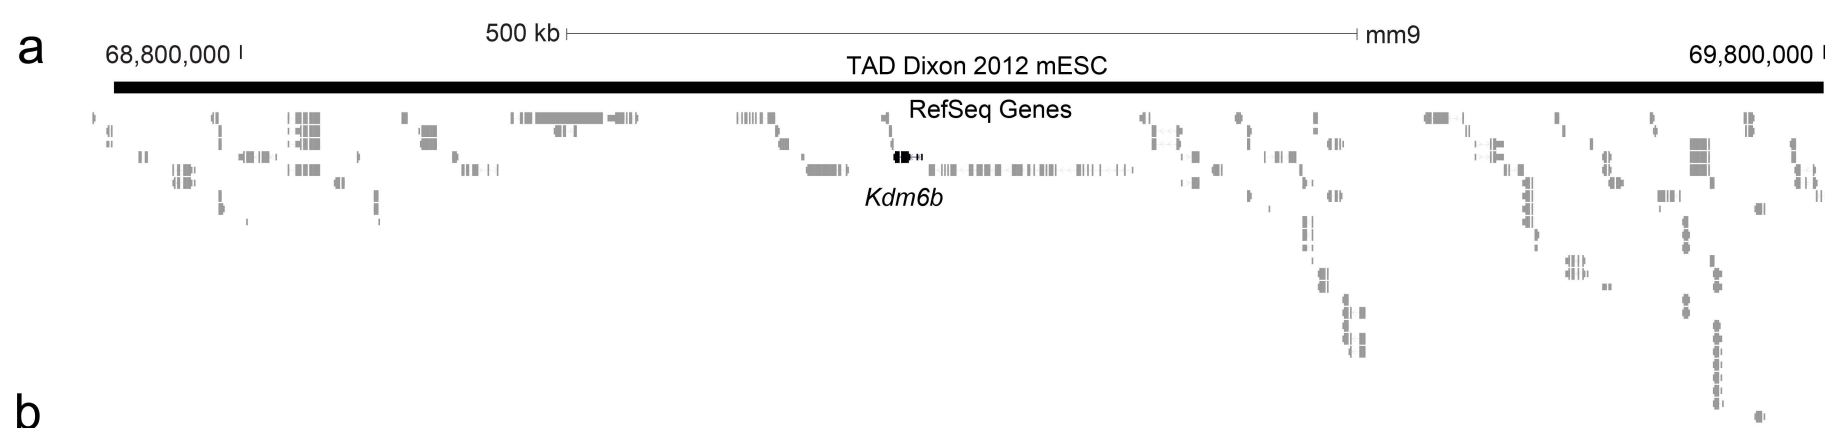 a
500 kb mm9
68,800,000 69,800,000
TAD Dixon 2012 mESC
RefSeq Genes
Kdm6b
b